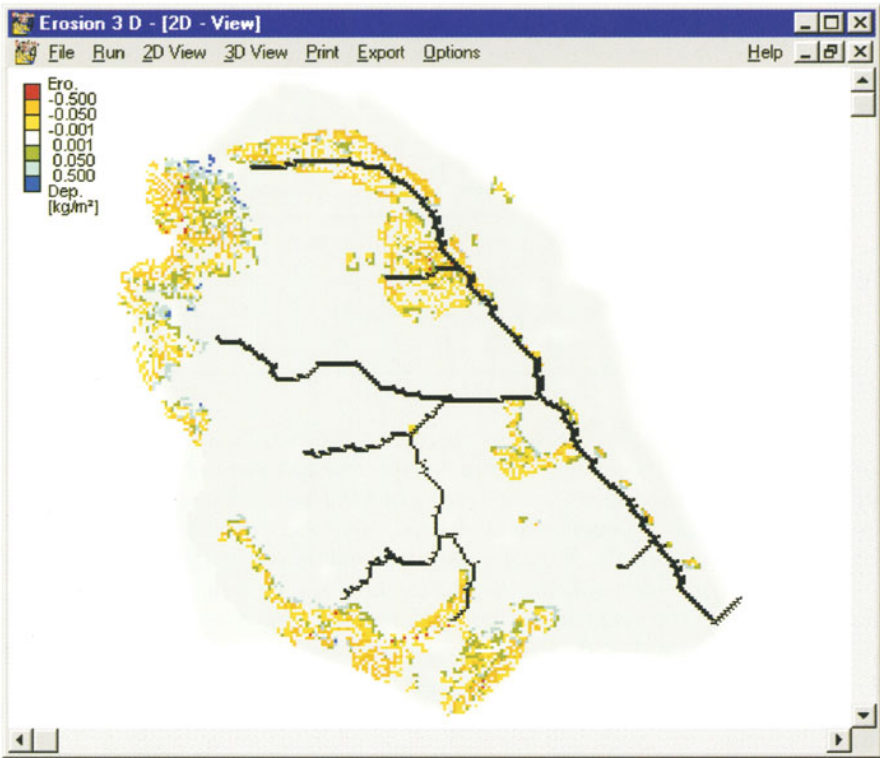 Erosion 3 D - [2D - View]
File Run 2D View 3D View Print Export Options Help
Ero.
-0.500
-0.050
-0.001
0.001
0.050
0.500
Dep.
[kg/m²]